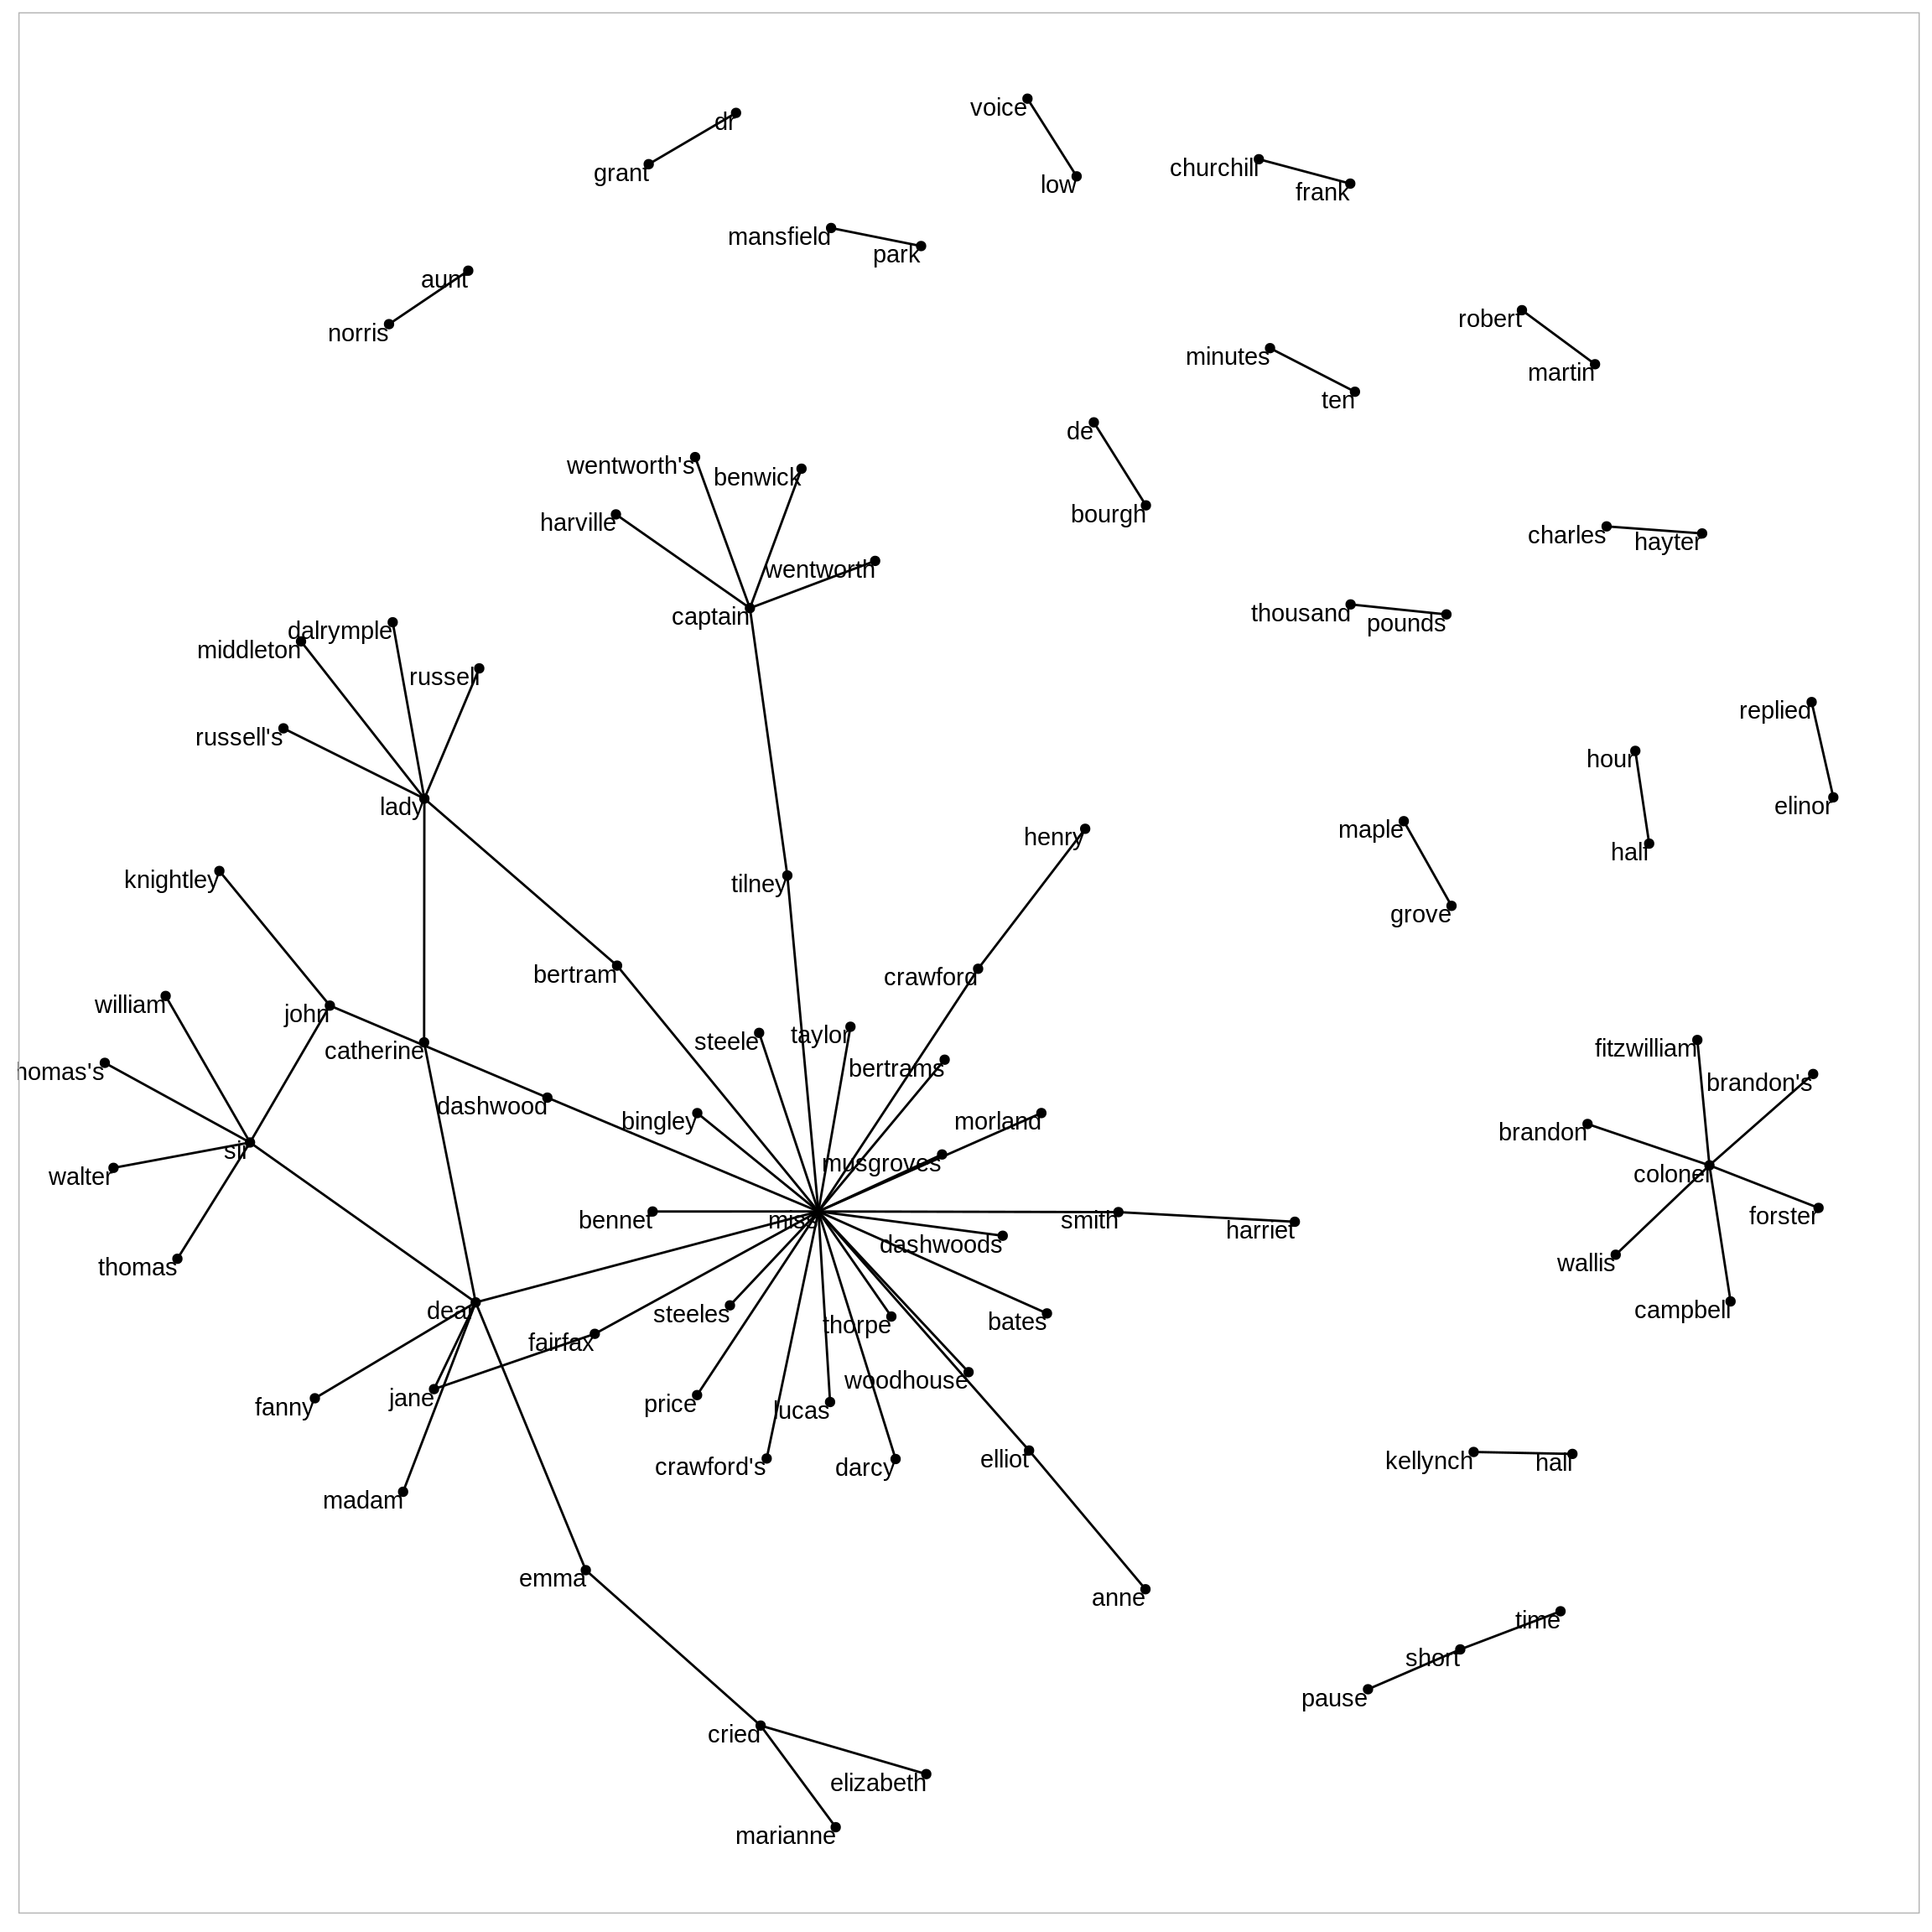 voice
dr
churchill
grant
low
frank
mansfield
park
aunt
robert
norris
minutes
martin
ten
de
wentworth's
benwick
bourgh
harville
charles
hayter
wentworth
captain
thousand
pounds
dalrymple
middleton
russell
replied
russell's
hour
lady
elinor
maple
henry
half
knightley
tilney
grove
bertram
crawford
william
john
steele
taylor
catherine
fitzwilliam
homas's
bertrams
brandon's
dashwood
bingley
morland
brandon
sir
musgroves
walter
colonel
bennet
miss
smith
forster
harriet
dashwoods
thomas
wallis
dear
steeles
campbell
thorpe
bates
fairfax
woodhouse
jane
price
fanny
lucas
elliot
kellynch
hall
crawford's
darcy
madam
emma
anne
time
short
pause
cried
elizabeth
marianne